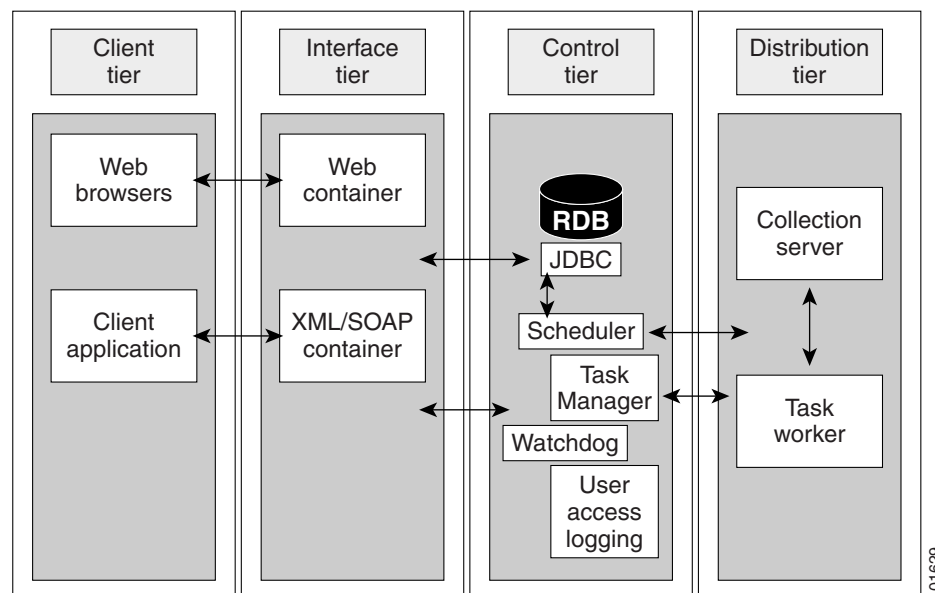 Client
tier
Interface
tier
Control
tier
Distribution
tier
Web
browsers
Client
application
Web
container
XML/SOAP
container
RDB
JDBC
Scheduler
Task
Manager
Watchdog
User
access
logging
Collection
server
Task
worker
01629